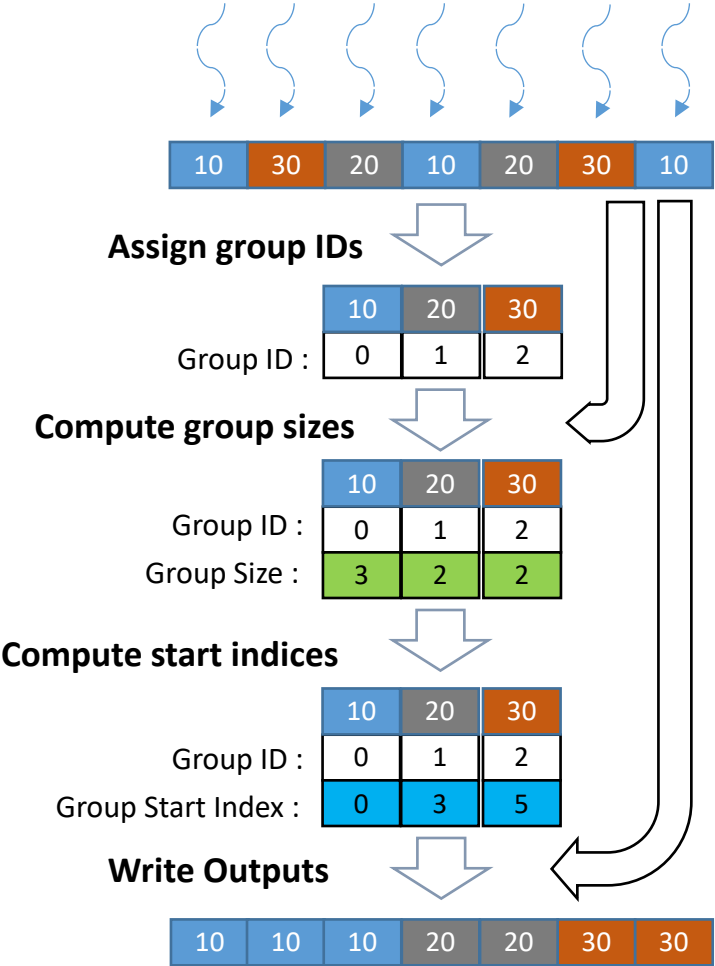 10 30 20 10 20 30 10
Assign group IDs
10 20 30
Group ID : 0 1 2
Compute group sizes
10 20 30
Group ID : 0 1 2
Group Size : 3 2 2
Compute start indices
10 20 30
Group ID : 0 1 2
Group Start Index : 0 3 5
Write Outputs
10 10 10 20 20 30 30